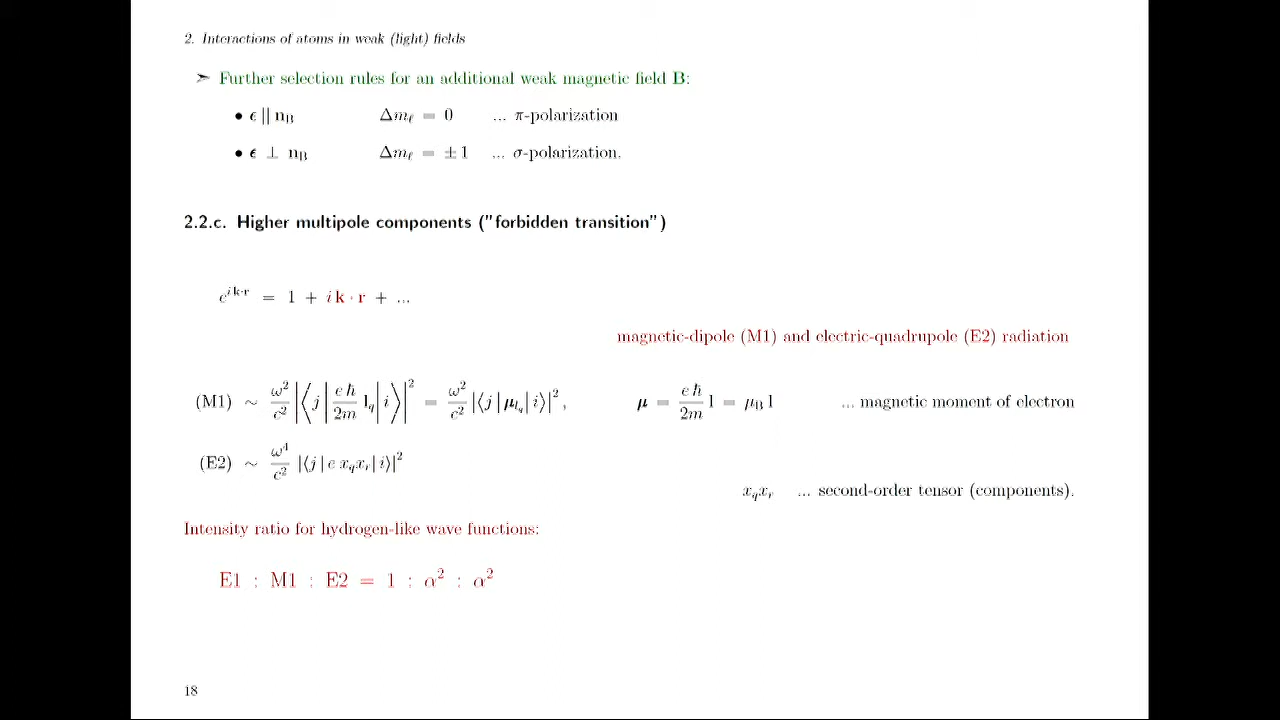 2. Interactions of atoms in weak (light) fields
➣ Further selection rules for an additional weak magnetic field B:
• ϵ || n_B Δm_ℓ = 0 ... π-polarization
• ϵ ⊥ n_B Δm_ℓ = ± 1 ... σ-polarization.
2.2.c. Higher multipole components ("forbidden transition")
e^{i k·r} = 1 + i k · r + ...
magnetic-dipole (M1) and electric-quadrupole (E2) radiation
(M1) ∼ ω²/c² |⟨j | e ħ/2m l_q | i⟩|² = ω²/c² |⟨j | μ_{l_q} | i⟩|², μ = e ħ/2m l = μ_B l ... magnetic moment of electron
(E2) ∼ ω⁴/c² |⟨j | e x_q x_r | i⟩|²
x_q x_r ... second-order tensor (components).
Intensity ratio for hydrogen-like wave functions:
E1 : M1 : E2 = 1 : α² : α²
18